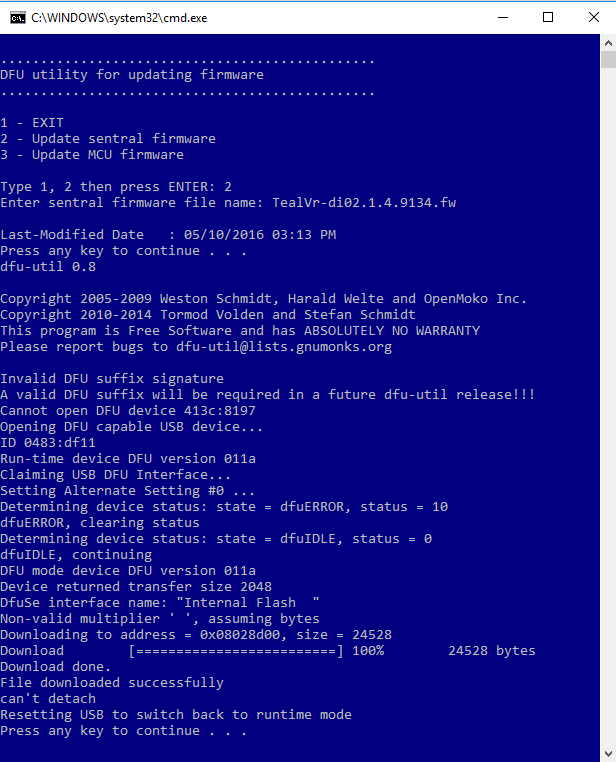 C:\WINDOWS\system32\cmd.exe
...............................................
DFU utility for updating firmware
...............................................
1 - EXIT
2 - Update sentral firmware
3 - Update MCU firmware
Type 1, 2 then press ENTER: 2
Enter sentral firmware file name: TealVr-di02.1.4.9134.fw
Last-Modified Date   : 05/10/2016 03:13 PM
Press any key to continue . . .
dfu-util 0.8
Copyright 2005-2009 Weston Schmidt, Harald Welte and OpenMoko Inc.
Copyright 2010-2014 Tormod Volden and Stefan Schmidt
This program is Free Software and has ABSOLUTELY NO WARRANTY
Please report bugs to dfu-util@lists.gnumonks.org
Invalid DFU suffix signature
A valid DFU suffix will be required in a future dfu-util release!!!
Cannot open DFU device 413c:8197
Opening DFU capable USB device...
ID 0483:df11
Run-time device DFU version 011a
Claiming USB DFU Interface...
Setting Alternate Setting #0 ...
Determining device status: state = dfuERROR, status = 10
dfuERROR, clearing status
Determining device status: state = dfuIDLE, status = 0
dfuIDLE, continuing
DFU mode device DFU version 011a
Device returned transfer size 2048
DfuSe interface name: "Internal Flash  "
Non-valid multiplier ' ', assuming bytes
Downloading to address = 0x08028d00, size = 24528
Download        [=========================] 100%        24528 bytes
Download done.
File downloaded successfully
can't detach
Resetting USB to switch back to runtime mode
Press any key to continue . . .